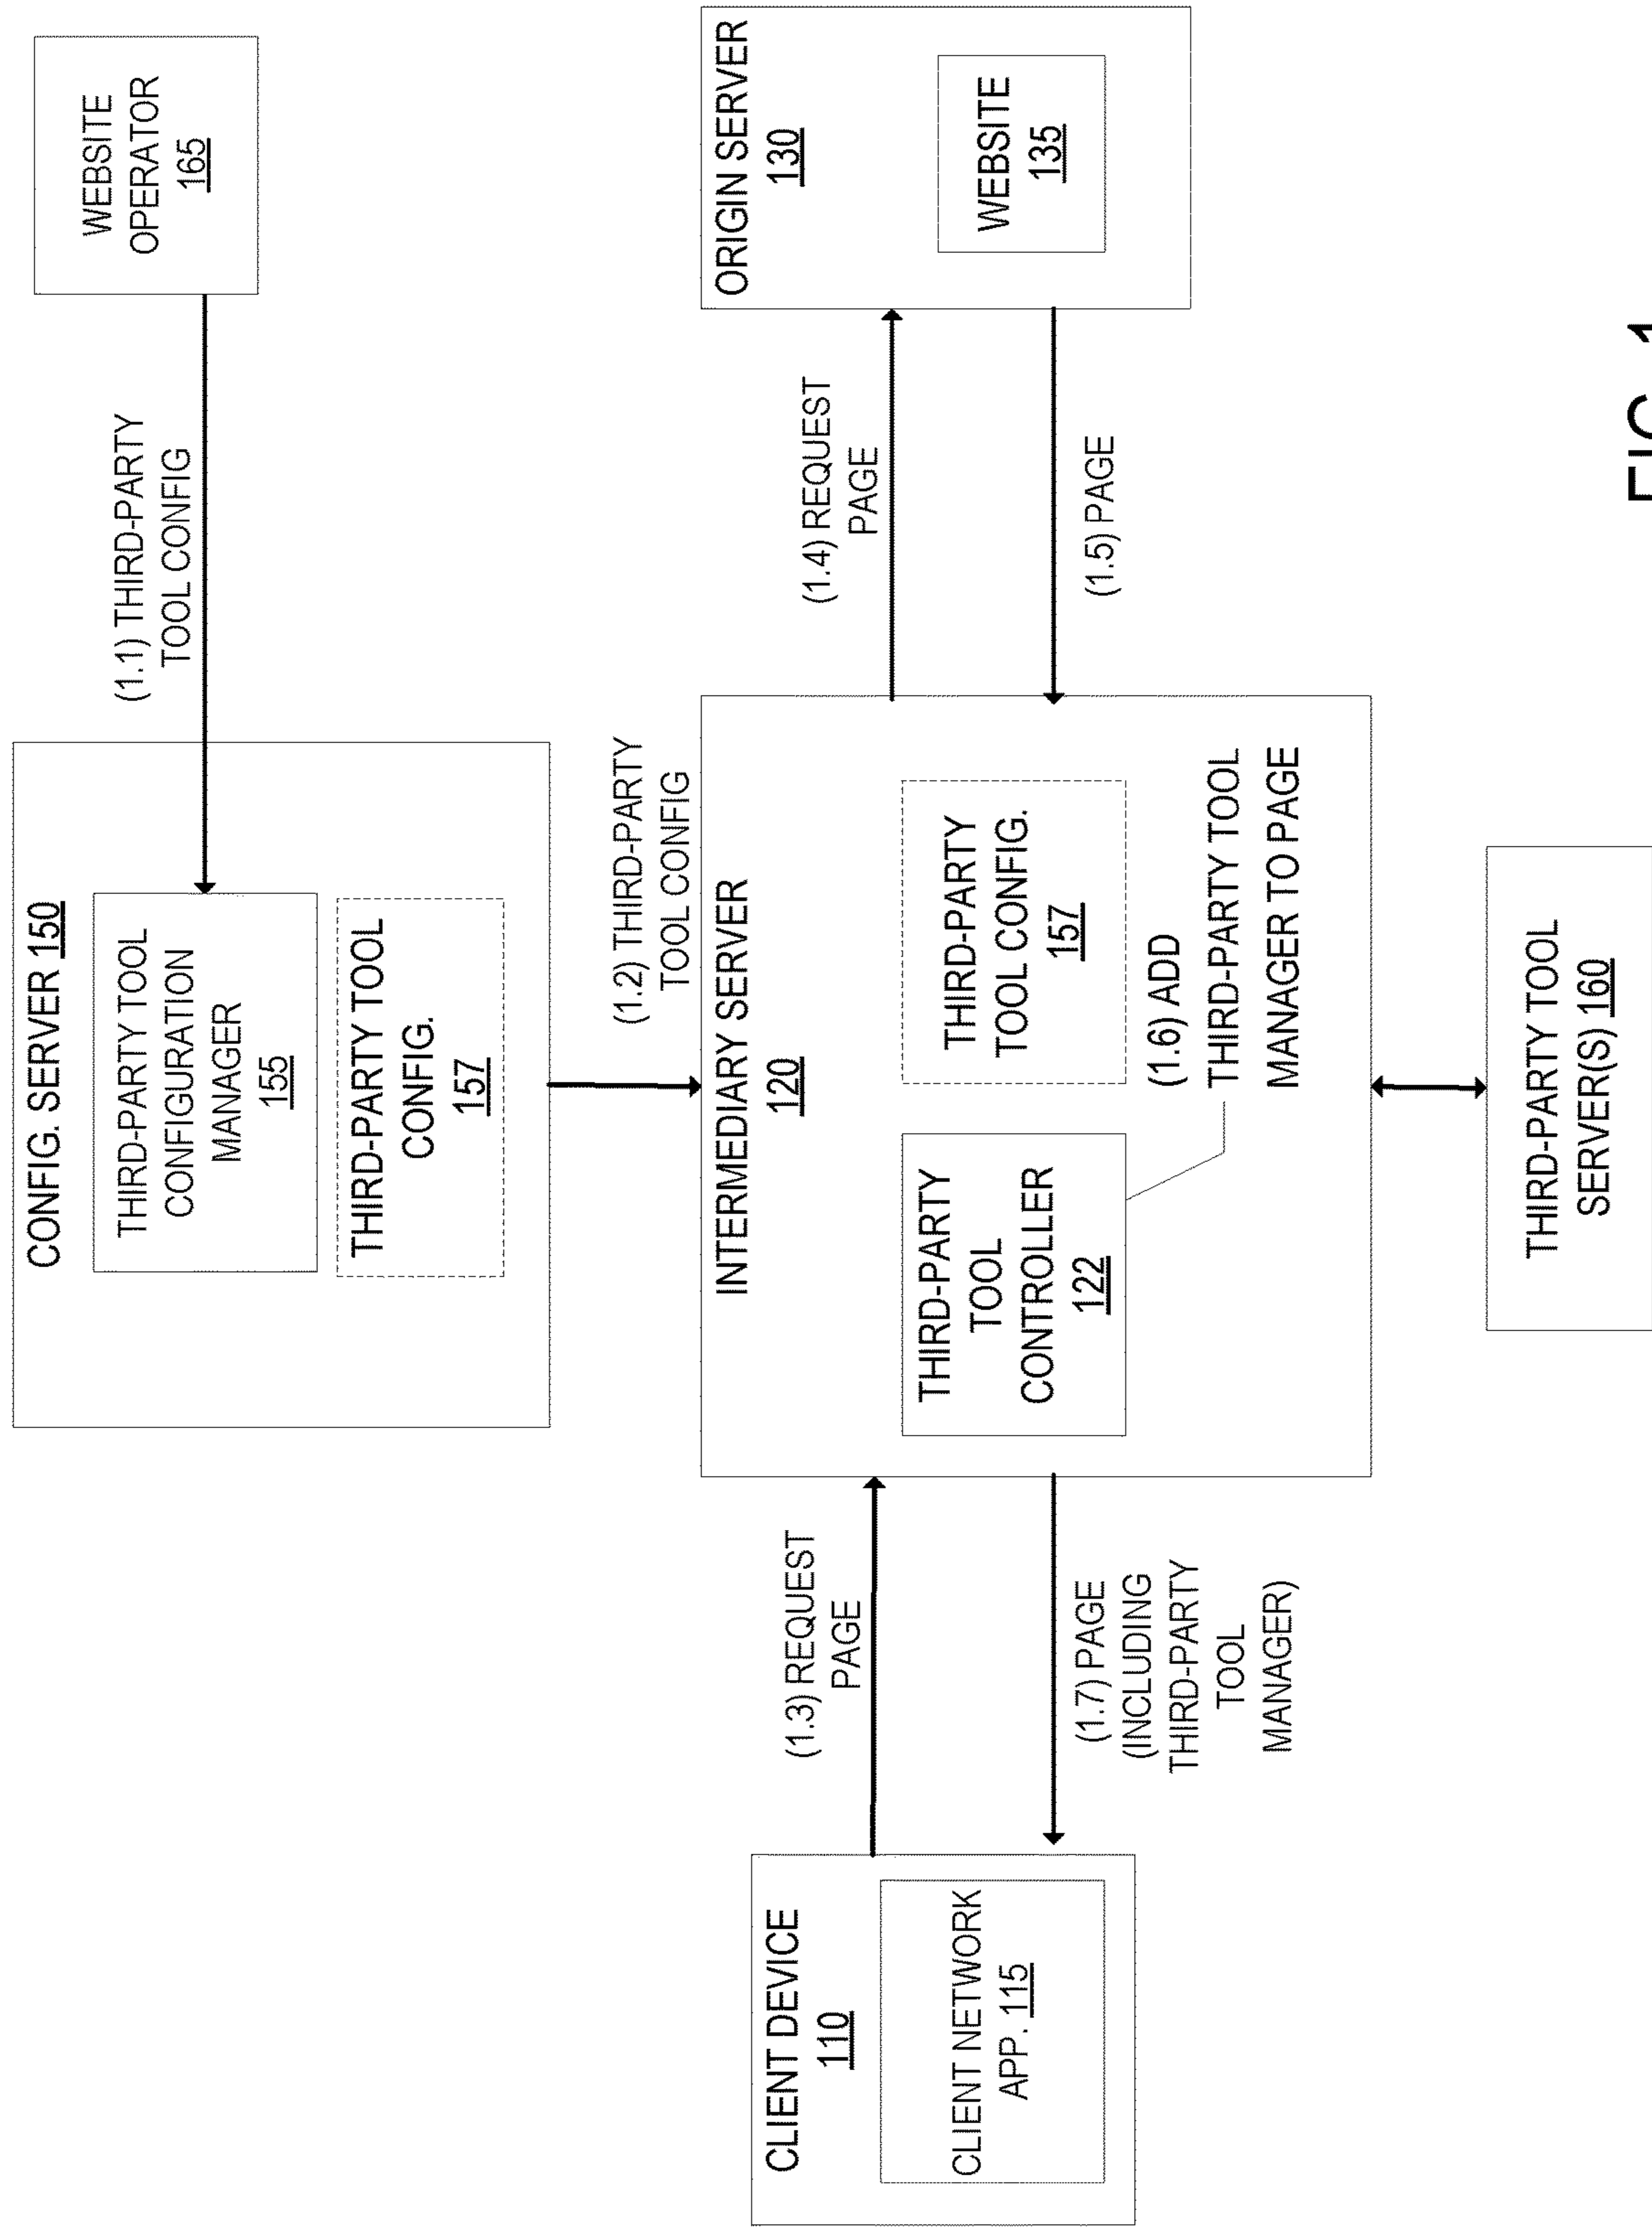 CONFIG. SERVER 150
THIRD-PARTY TOOL
CONFIGURATION
MANAGER
155
THIRD-PARTY TOOL
CONFIG.
157
(1.1) THIRD-PARTY
TOOL CONFIG
WEBSITE
OPERATOR
165
(1.2) THIRD-PARTY
TOOL CONFIG
CLIENT DEVICE
110
CLIENT NETWORK
APP. 115
(1.3) REQUEST
PAGE
(1.7) PAGE
(INCLUDING
THIRD-PARTY
TOOL
MANAGER)
INTERMEDIARY SERVER
120
THIRD-PARTY
TOOL
CONTROLLER
122
THIRD-PARTY
TOOL CONFIG.
157
(1.6) ADD
THIRD-PARTY TOOL
MANAGER TO PAGE
(1.4) REQUEST
PAGE
(1.5) PAGE
ORIGIN SERVER
130
WEBSITE
135
THIRD-PARTY TOOL
SERVER(S) 160
FIG. 1